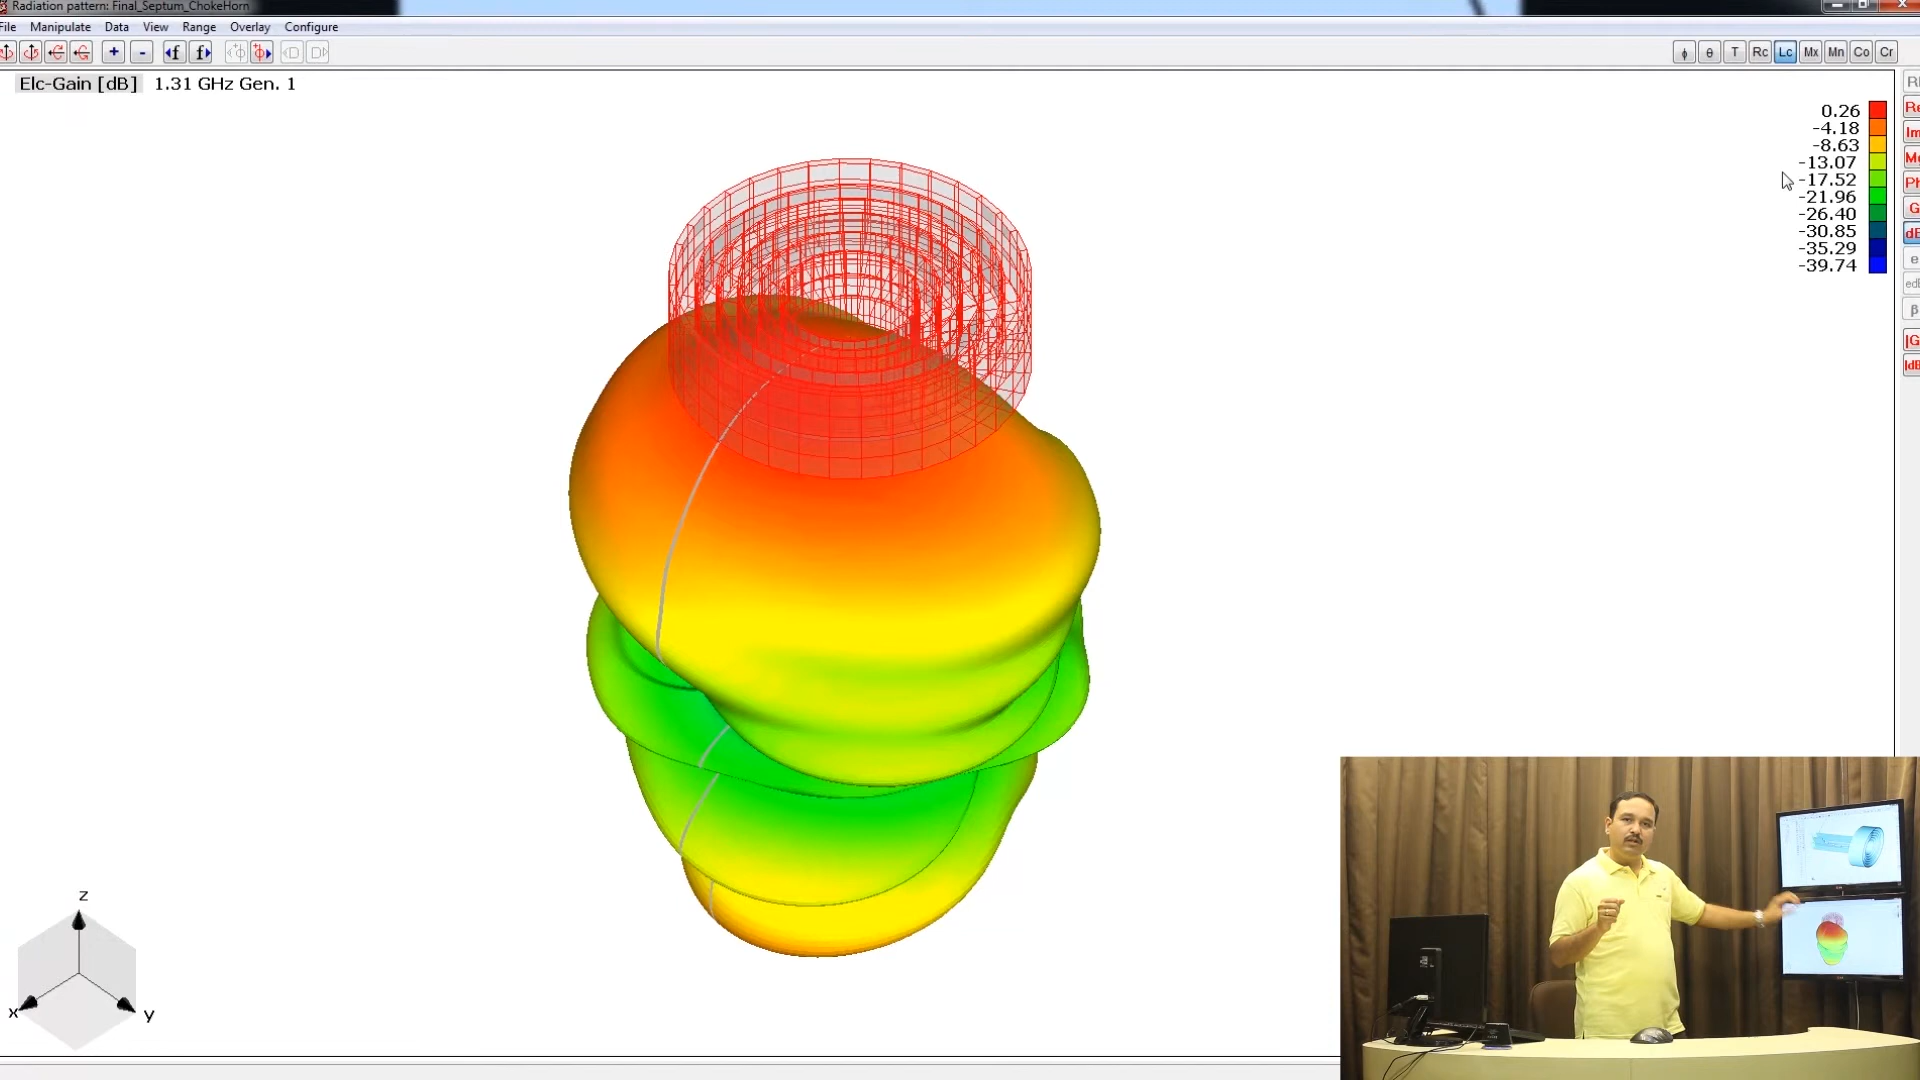 Radiation pattern: Final_Septum_ChokeHorn
File Manipulate Data View Range Overlay Configure
+ - f f
ϕ θ T Rc Lc Mx Mn Co Cr
Elc-Gain [dB] 1.31 GHz Gen. 1
0.26
-4.18
-8.63
-13.07
-17.52
-21.96
-26.40
-30.85
-35.29
-39.74
Re
Im
G
dB
e
β
z
x
y